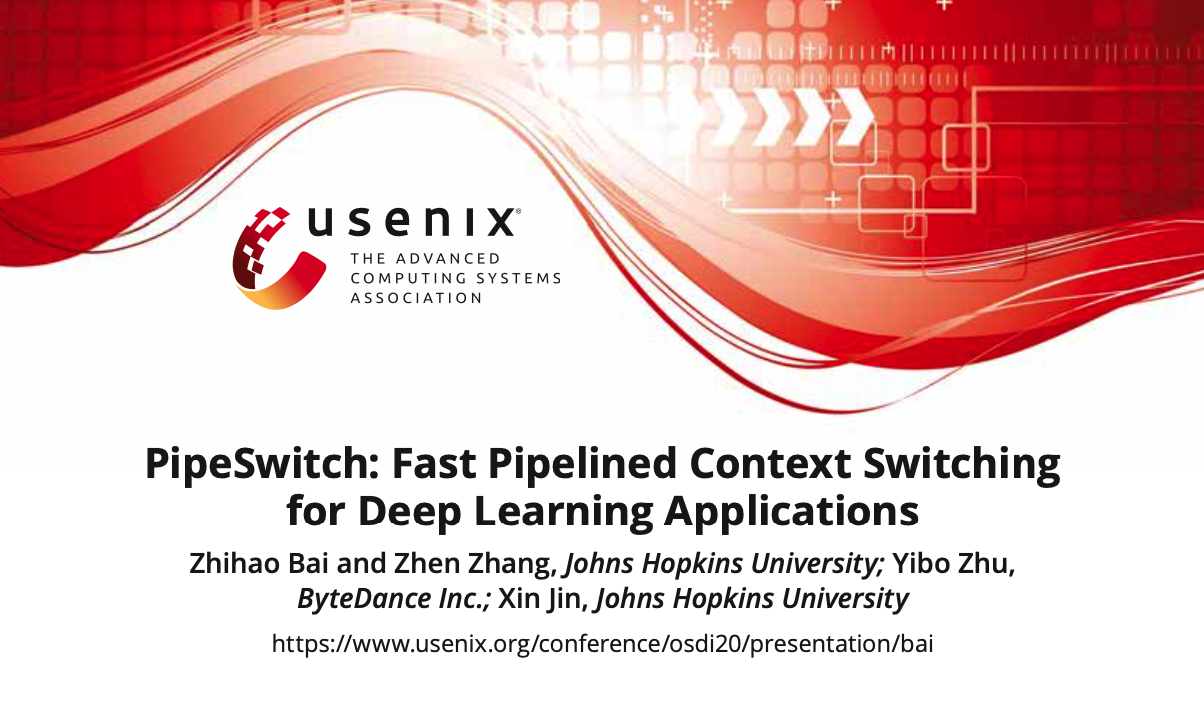 usenix®
THE ADVANCED
COMPUTING SYSTEMS
ASSOCIATION
PipeSwitch: Fast Pipelined Context Switching
for Deep Learning Applications
Zhihao Bai and Zhen Zhang, Johns Hopkins University; Yibo Zhu,
ByteDance Inc.; Xin Jin, Johns Hopkins University
https://www.usenix.org/conference/osdi20/presentation/bai